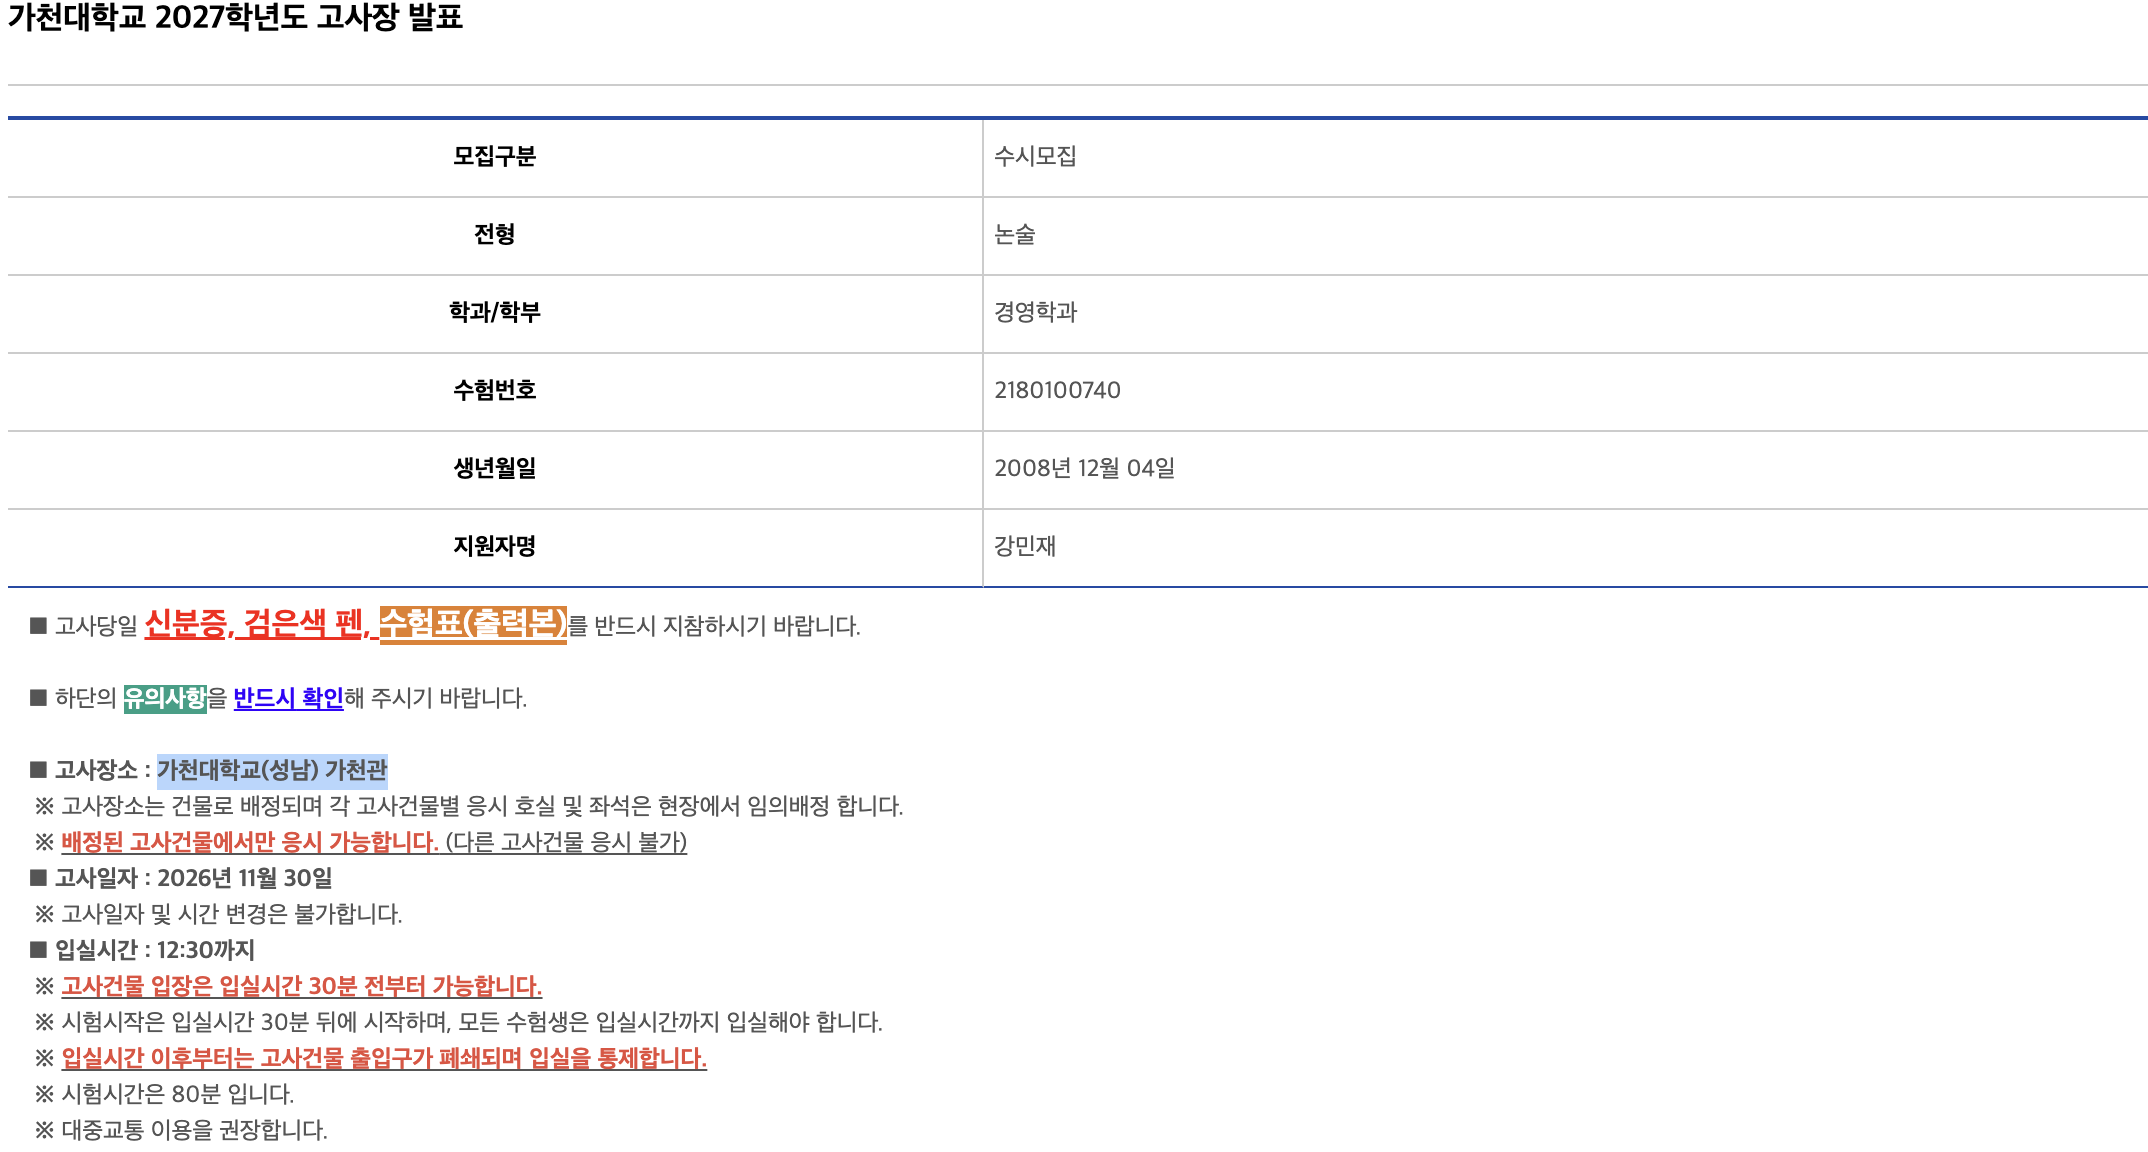 가천대학교 2027학년도 고사장 발표
모집구분 수시모집
전형 논술
학과/학부 경영학과
수험번호 2180100740
생년월일 2008년 12월 04일
지원자명 강민재
■ 고사당일 신분증, 검은색 펜, 수험표(출력본)를 반드시 지참하시기 바랍니다.
■ 하단의 유의사항을 반드시 확인해 주시기 바랍니다.
■ 고사장소 : 가천대학교(성남) 가천관
※ 고사장소는 건물로 배정되며 각 고사건물별 응시 호실 및 좌석은 현장에서 임의배정 합니다.
※ 배정된 고사건물에서만 응시 가능합니다. (다른 고사건물 응시 불가)
■ 고사일자 : 2026년 11월 30일
※ 고사일자 및 시간 변경은 불가합니다.
■ 입실시간 : 12:30까지
※ 고사건물 입장은 입실시간 30분 전부터 가능합니다.
※ 시험시작은 입실시간 30분 뒤에 시작하며, 모든 수험생은 입실시간까지 입실해야 합니다.
※ 입실시간 이후부터는 고사건물 출입구가 폐쇄되며 입실을 통제합니다.
※ 시험시간은 80분 입니다.
※ 대중교통 이용을 권장합니다.